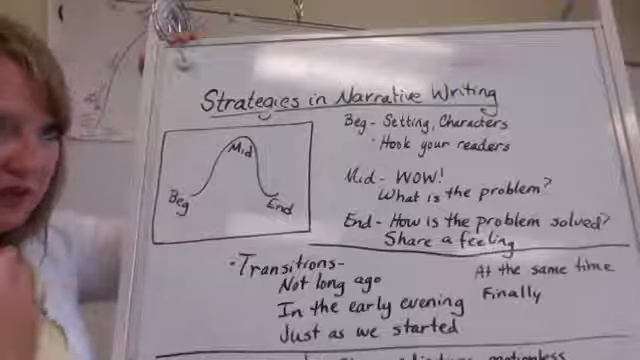 Strategies in Narrative Writing
Beg
Mid
End
Beg - Setting, Characters
· Hook your readers
Mid - WOW!
What is the problem?
End - How is the problem solved?
Share a feeling
· Transitions -
Not long ago
In the early evening
Just as we started
At the same time
Finally
motionless